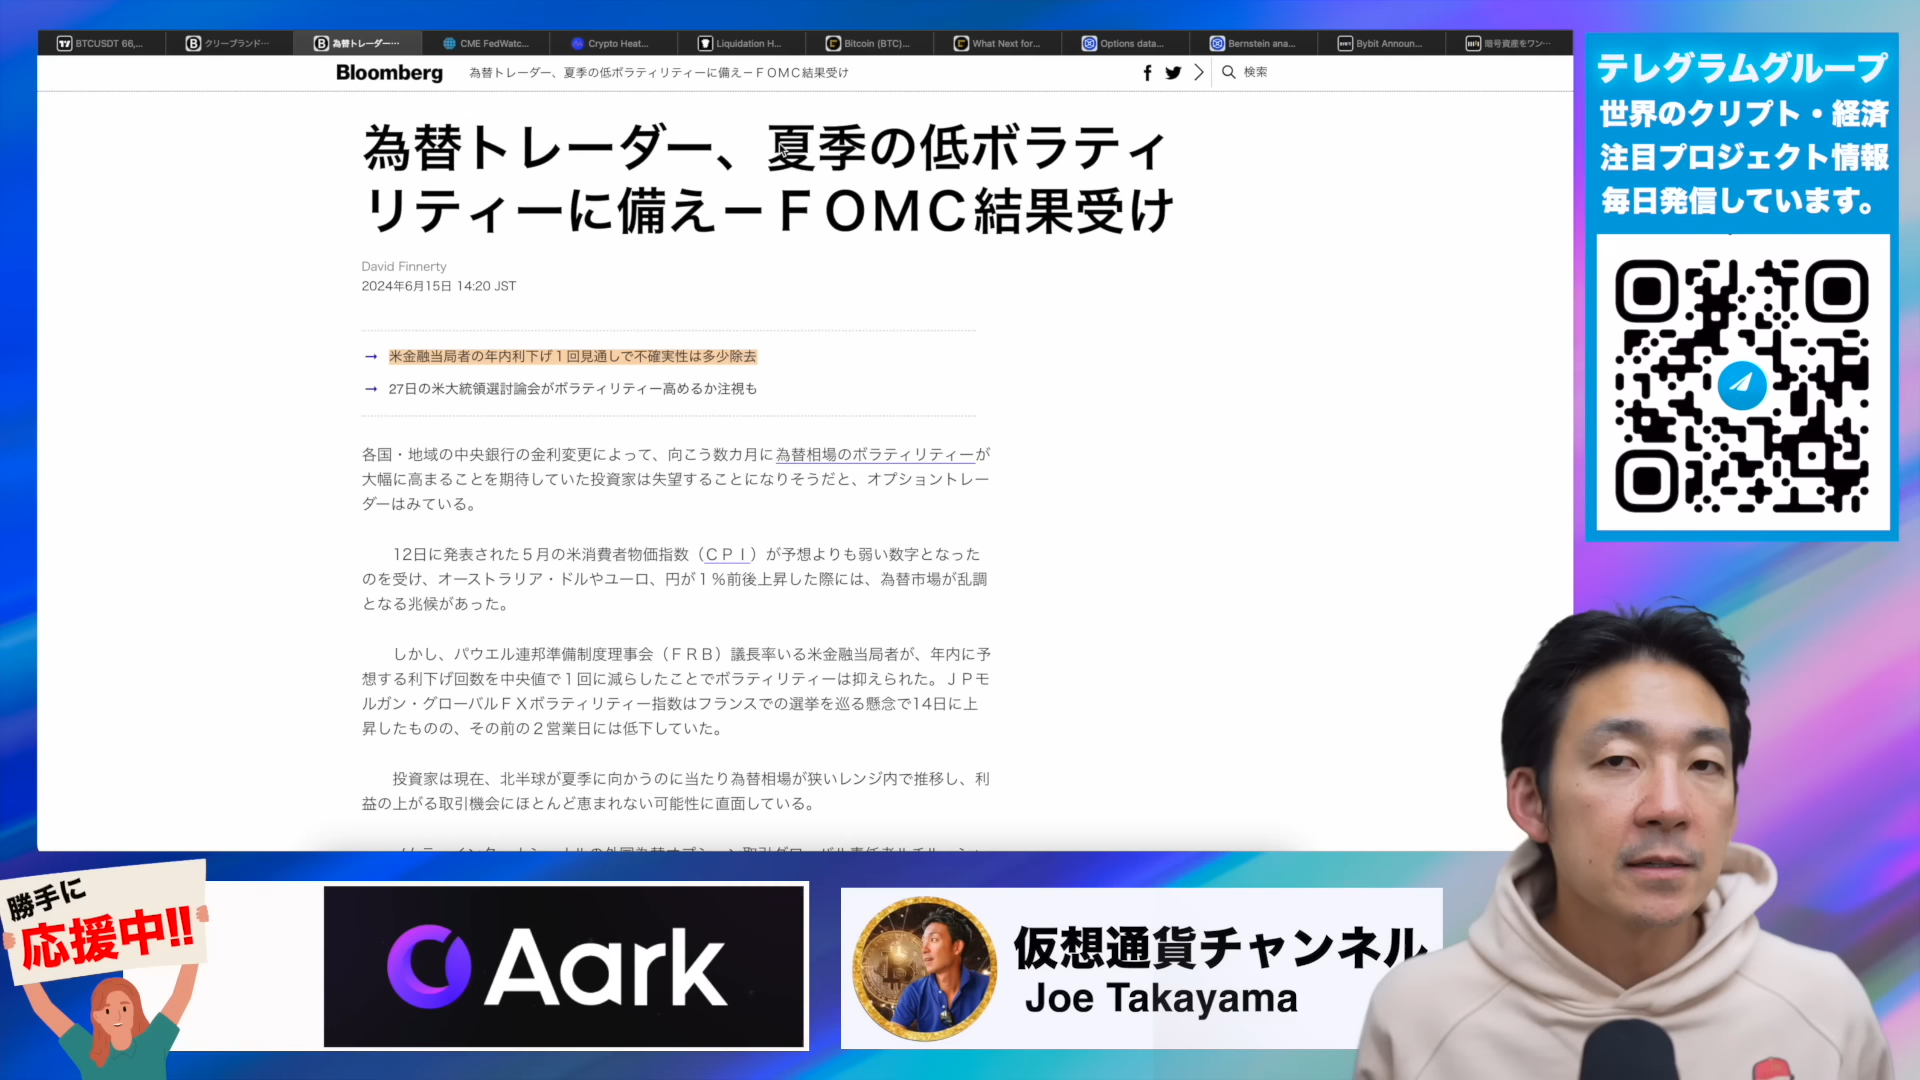 BTCUSDT 66,...
クリーブランド…
為替トレーダー…
CME FedWatc...
Crypto Heat...
Liquidation H...
Bitcoin (BTC)...
What Next for...
Options data...
Bernstein ana...
Bybit Announ...
暗号資産をワン…
Bloomberg
為替トレーダー、夏季の低ボラティリティーに備え－ＦＯＭＣ結果受け
検索
為替トレーダー、夏季の低ボラティ
リティーに備え－ＦＯＭＣ結果受け
David Finnerty
2024年6月15日 14:20 JST
→ 米金融当局者の年内利下げ１回見通しで不確実性は多少除去
→ 27日の米大統領選討論会がボラティリティー高めるか注視も
各国・地域の中央銀行の金利変更によって、向こう数カ月に為替相場のボラティリティーが
大幅に高まることを期待していた投資家は失望することになりそうだと、オプショントレー
ダーはみている。
12日に発表された５月の米消費者物価指数（ＣＰＩ）が予想よりも弱い数字となった
のを受け、オーストラリア・ドルやユーロ、円が１％前後上昇した際には、為替市場が乱調
となる兆候があった。
しかし、パウエル連邦準備制度理事会（ＦＲＢ）議長率いる米金融当局者が、年内に予
想する利下げ回数を中央値で１回に減らしたことでボラティリティーは抑えられた。ＪＰモ
ルガン・グローバルＦＸボラティリティー指数はフランスでの選挙を巡る懸念で14日に上
昇したものの、その前の２営業日には低下していた。
投資家は現在、北半球が夏季に向かうのに当たり為替相場が狭いレンジ内で推移し、利
益の上がる取引機会にほとんど恵まれない可能性に直面している。
テレグラムグループ
世界のクリプト・経済
注目プロジェクト情報
毎日発信しています。
勝手に
応援中!!
Aark
仮想通貨チャンネル
Joe Takayama